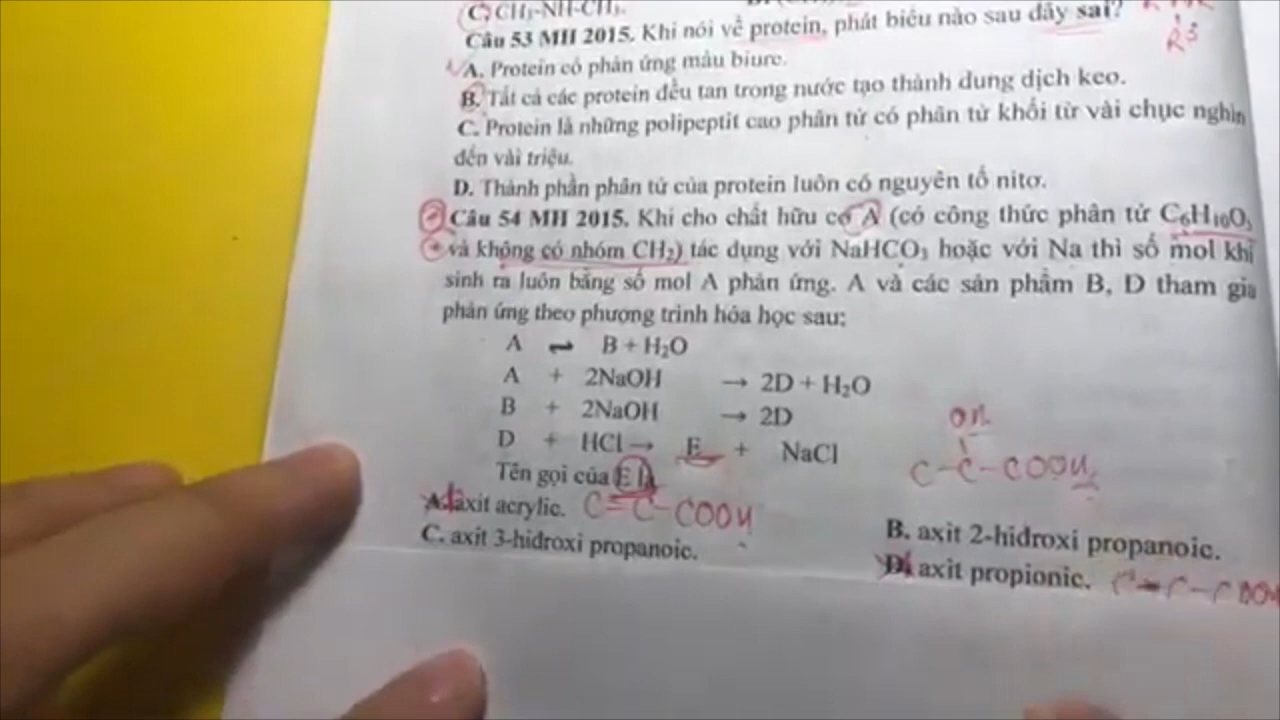 C. CH₃-NH-CH₃.
Câu 53 MH 2015. Khi nói về protein, phát biểu nào sau đây sai?
R3
A. Protein có phản ứng màu biure.
B. Tất cả các protein đều tan trong nước tạo thành dung dịch keo.
C. Protein là những polipeptit cao phân tử có phân tử khối từ vài chục nghìn
đến vài triệu.
D. Thành phần phân tử của protein luôn có nguyên tố nitơ.
Câu 54 MH 2015. Khi cho chất hữu cơ A (có công thức phân tử C₆H₁₀O₅
và không có nhóm CH₂) tác dụng với NaHCO₃ hoặc với Na thì số mol khí
sinh ra luôn bằng số mol A phản ứng. A và các sản phẩm B, D tham gia
phản ứng theo phương trình hóa học sau:
A ⇌ B + H₂O
A + 2NaOH → 2D + H₂O
B + 2NaOH → 2D
D + HCl → E + NaCl
OH
C-C-COOH
Tên gọi của E là
A. axit acrylic. C=C-COOH
B. axit 2-hiđroxi propanoic.
C. axit 3-hiđroxi propanoic.
D. axit propionic. C-C-COOH